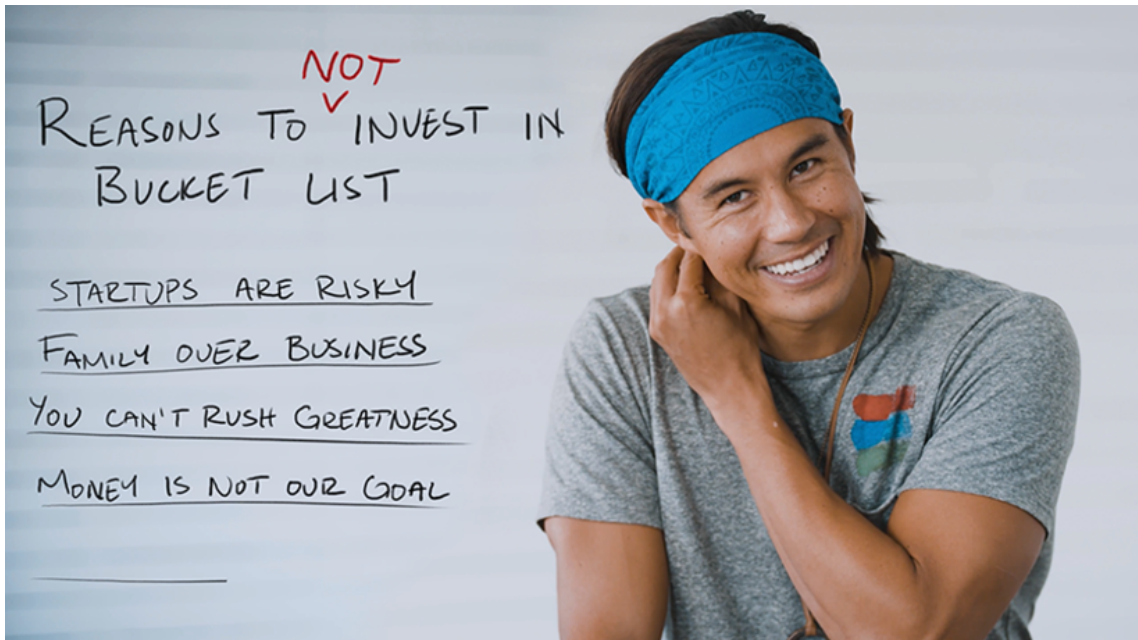 NOT
REASONS TO INVEST IN
BUCKET LIST
STARTUPS ARE RISKY
FAMILY OVER BUSINESS
YOU CAN'T RUSH GREATNESS
MONEY IS NOT OUR GOAL